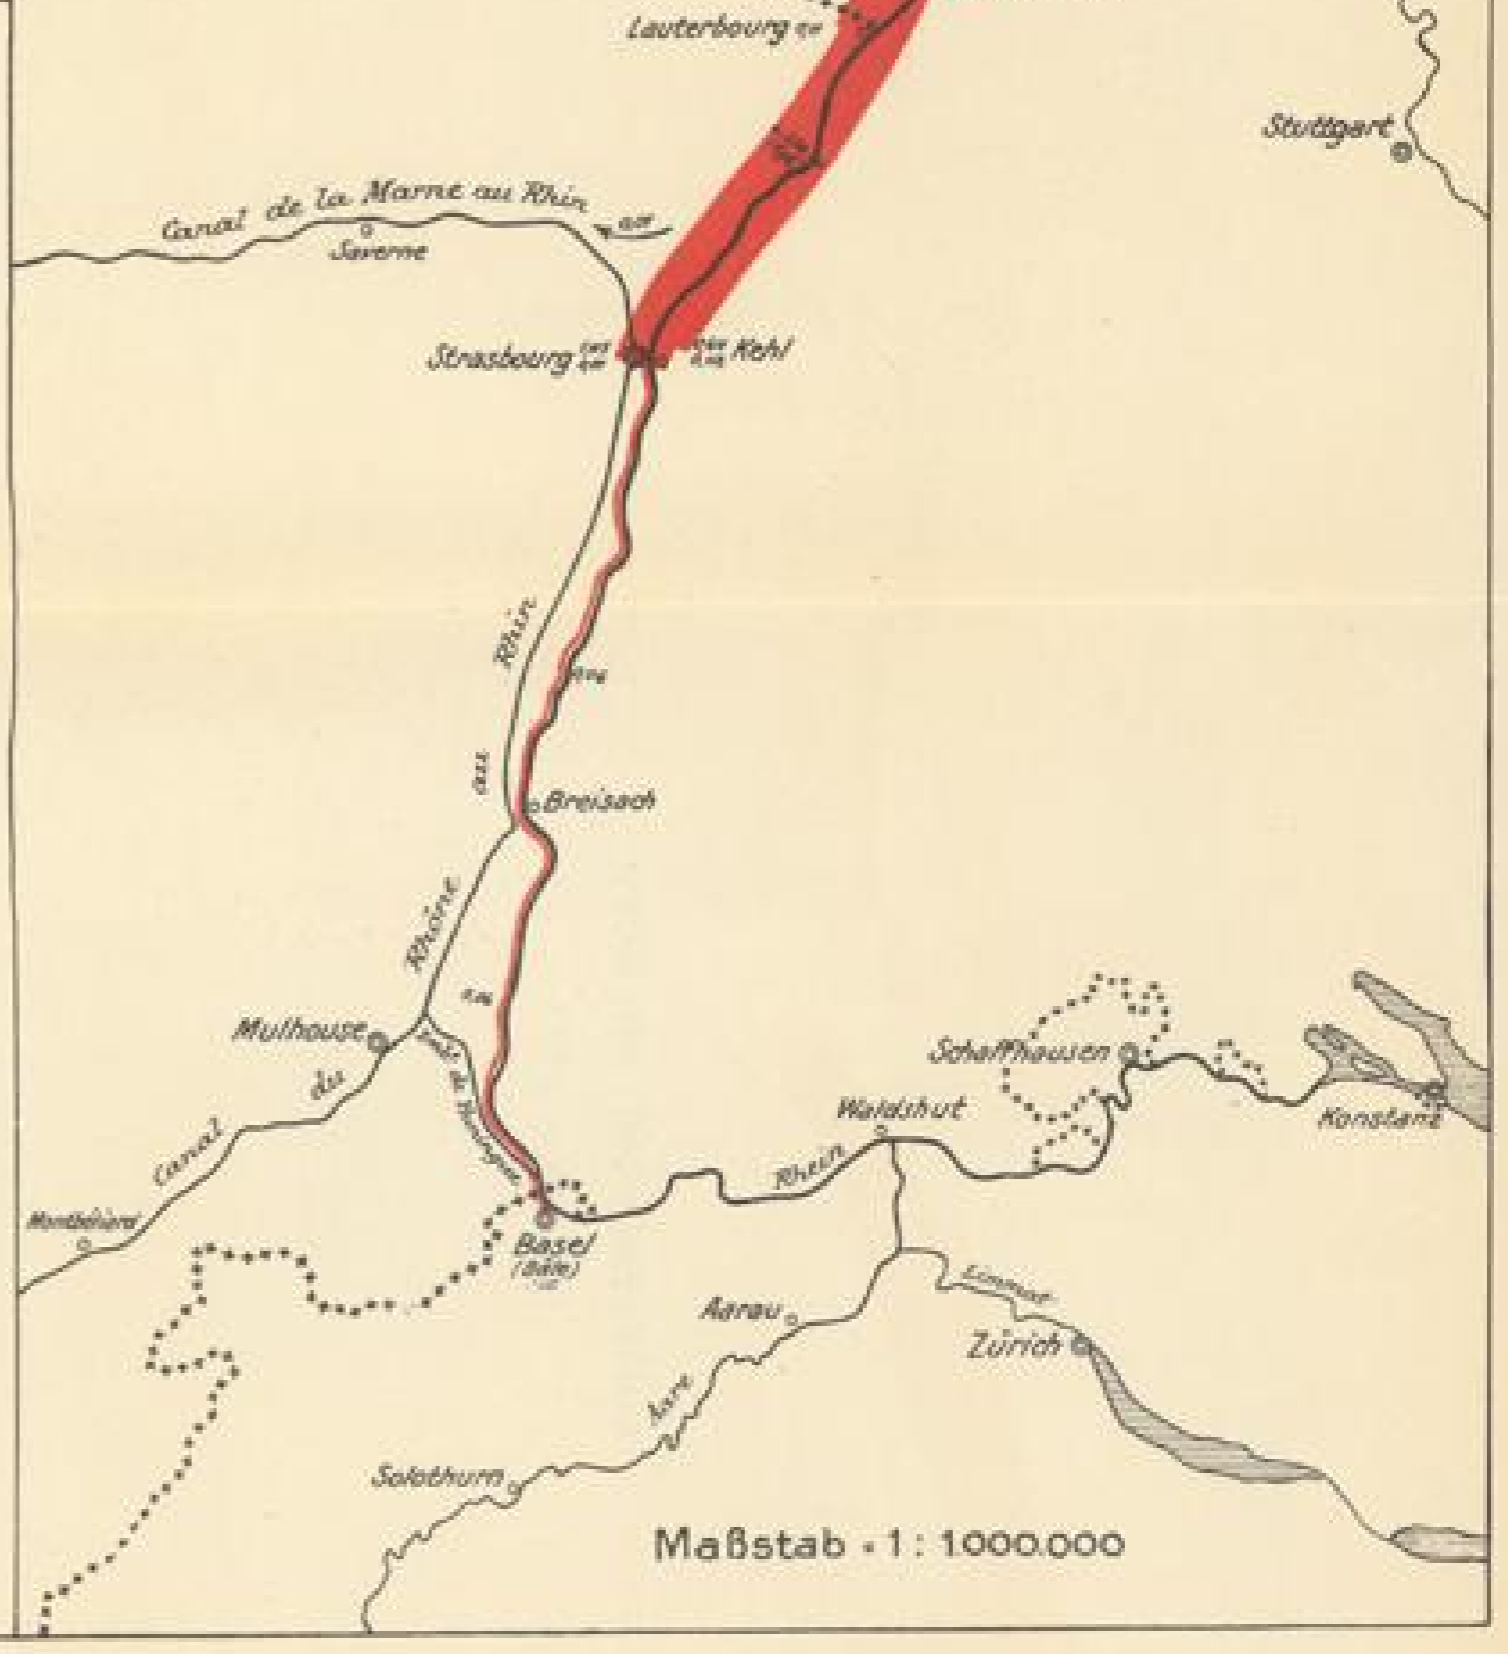 Lauterbourg
Stuttgart
Canal de la Marne au Rhin
Saverne
Strasbourg
Kehl
Rhin
au
Breisach
Rhône
Mulhouse
du
Canal
Schaffhausen
Waldshut
Konstanz
Rhein
Montbéliard
Basel
(Bâle)
Limmat
Aarau
Zürich
Aare
Solothurn
Maßstab = 1:1000.000